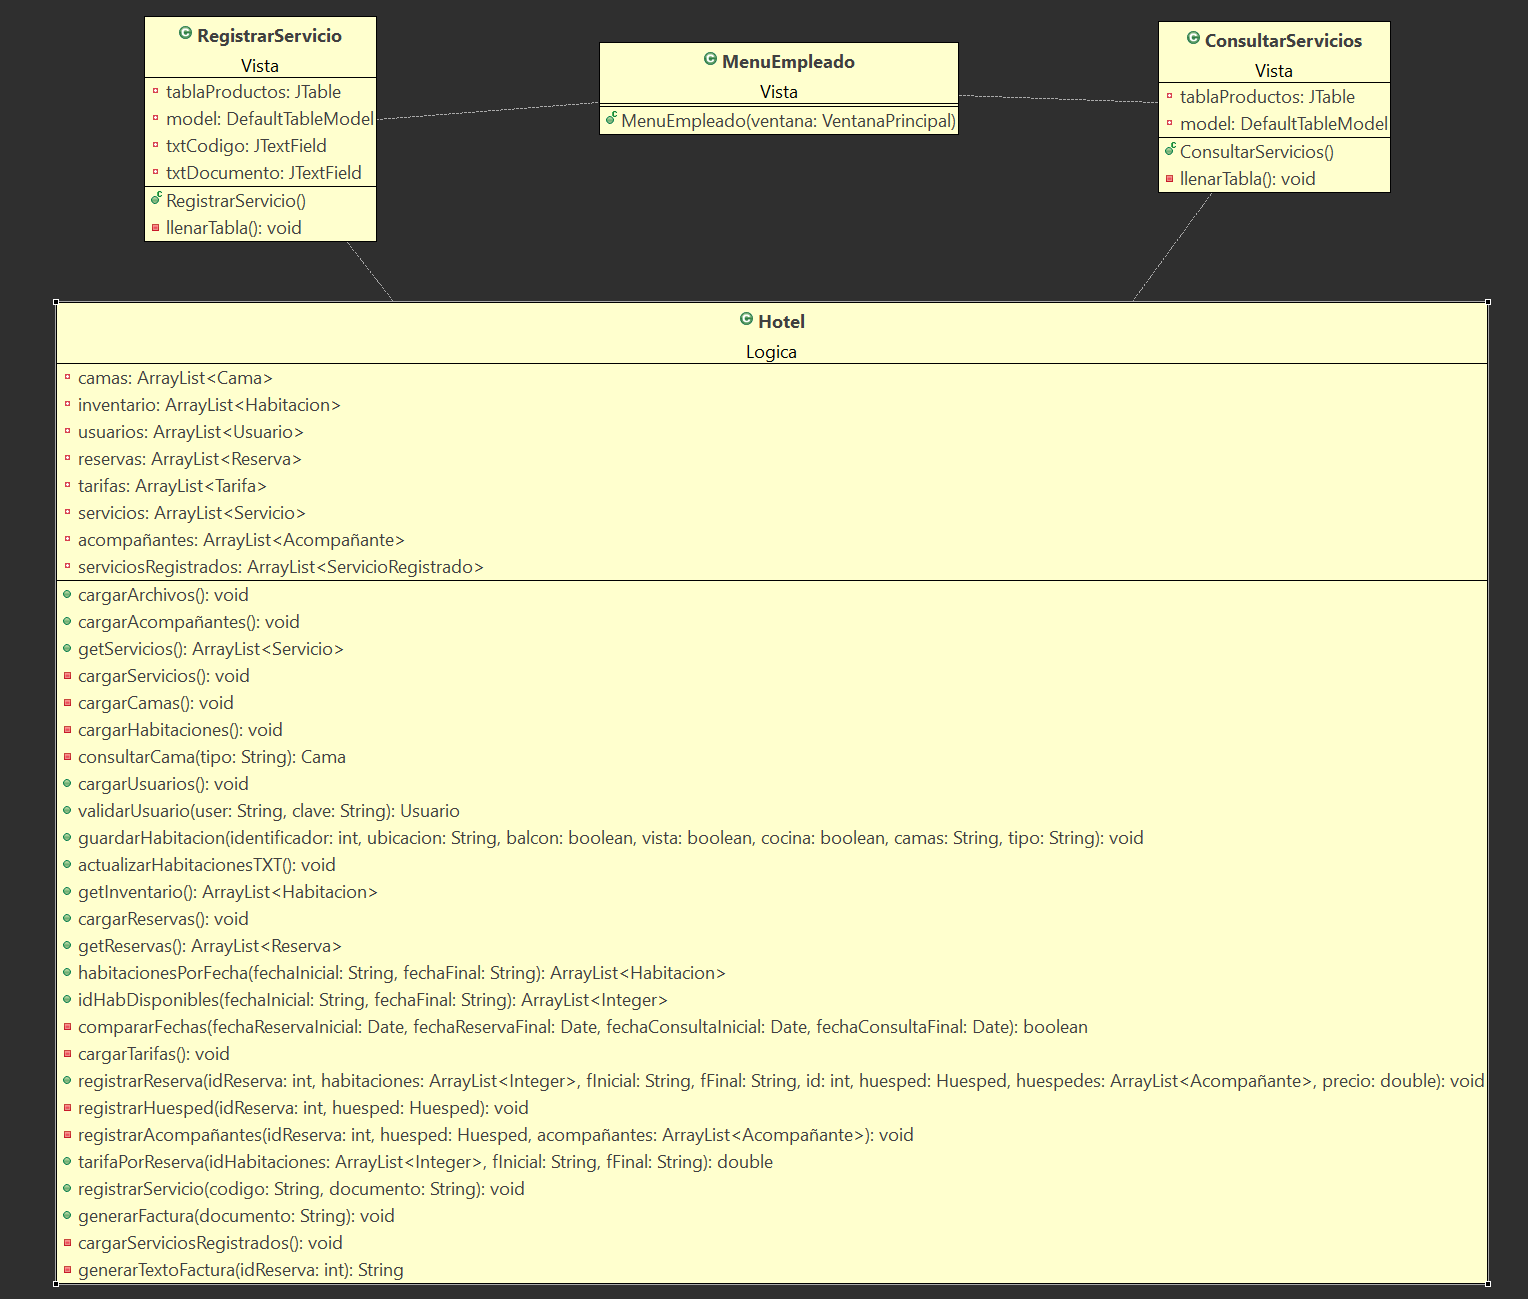 RegistrarServicio
Vista
tablaProductos: JTable
model: DefaultTableModel
txtCodigo: JTextField
txtDocumento: JTextField
RegistrarServicio()
llenarTabla(): void
MenuEmpleado
Vista
MenuEmpleado(ventana: VentanaPrincipal)
ConsultarServicios
Vista
tablaProductos: JTable
model: DefaultTableModel
ConsultarServicios()
llenarTabla(): void
Hotel
Logica
camas: ArrayList<Cama>
inventario: ArrayList<Habitacion>
usuarios: ArrayList<Usuario>
reservas: ArrayList<Reserva>
tarifas: ArrayList<Tarifa>
servicios: ArrayList<Servicio>
acompañantes: ArrayList<Acompañante>
serviciosRegistrados: ArrayList<ServicioRegistrado>
cargarArchivos(): void
cargarAcompañantes(): void
getServicios(): ArrayList<Servicio>
cargarServicios(): void
cargarCamas(): void
cargarHabitaciones(): void
consultarCama(tipo: String): Cama
cargarUsuarios(): void
validarUsuario(user: String, clave: String): Usuario
guardarHabitacion(identificador: int, ubicacion: String, balcon: boolean, vista: boolean, cocina: boolean, camas: String, tipo: String): void
actualizarHabitacionesTXT(): void
getInventario(): ArrayList<Habitacion>
cargarReservas(): void
getReservas(): ArrayList<Reserva>
habitacionesPorFecha(fechaInicial: String, fechaFinal: String): ArrayList<Habitacion>
idHabDisponibles(fechaInicial: String, fechaFinal: String): ArrayList<Integer>
compararFechas(fechaReservaInicial: Date, fechaReservaFinal: Date, fechaConsultaInicial: Date, fechaConsultaFinal: Date): boolean
cargarTarifas(): void
registrarReserva(idReserva: int, habitaciones: ArrayList<Integer>, fInicial: String, fFinal: String, id: int, huesped: Huesped, huespedes: ArrayList<Acompañante>, precio: double): void
registrarHuesped(idReserva: int, huesped: Huesped): void
registrarAcompañantes(idReserva: int, huesped: Huesped, acompañantes: ArrayList<Acompañante>): void
tarifaPorReserva(idHabitaciones: ArrayList<Integer>, fInicial: String, fFinal: String): double
registrarServicio(codigo: String, documento: String): void
generarFactura(documento: String): void
cargarServiciosRegistrados(): void
generarTextoFactura(idReserva: int): String